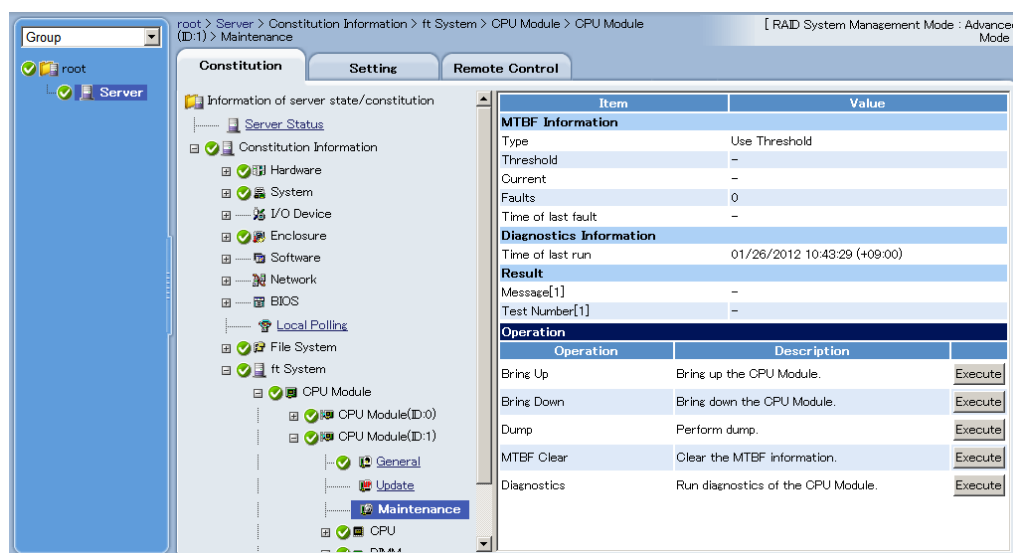 Group
root
Server
root > Server > Constitution Information > ft System > CPU Module > CPU Module
(ID:1) > Maintenance
[ RAID System Management Mode : Advanced
Mode
Constitution
Setting
Remote Control
Information of server state/constitution
Server Status
Constitution Information
Hardware
System
I/O Device
Enclosure
Software
Network
BIOS
Local Polling
File System
ft System
CPU Module
CPU Module(ID:0)
CPU Module(ID:1)
General
Update
Maintenance
CPU
DIMM
Item Value
MTBF Information
Type Use Threshold
Threshold –
Current –
Faults 0
Time of last fault –
Diagnostics Information
Time of last run 01/26/2012 10:43:29 (+09:00)
Result
Message[1] –
Test Number[1] –
Operation
Operation Description
Bring Up Bring up the CPU Module. Execute
Bring Down Bring down the CPU Module. Execute
Dump Perform dump. Execute
MTBF Clear Clear the MTBF information. Execute
Diagnostics Run diagnostics of the CPU Module. Execute